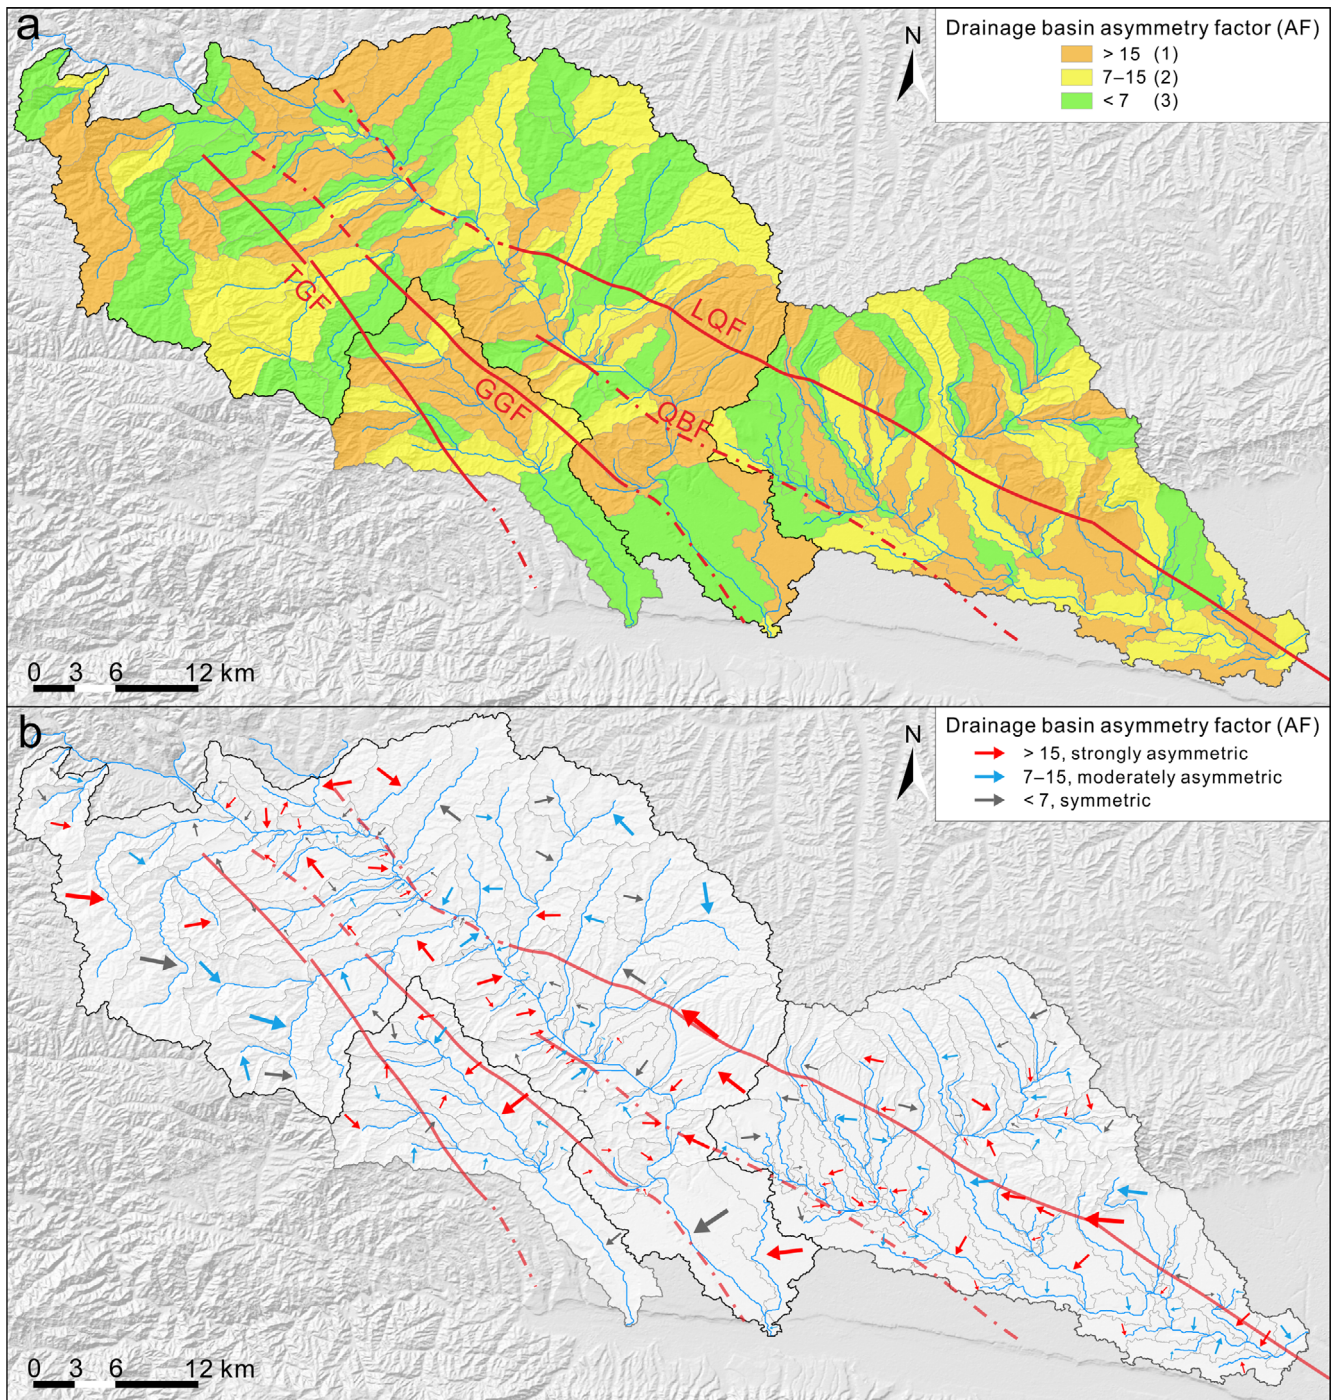 a
N
Drainage basin asymmetry factor (AF)
> 15 (1)
7–15 (2)
< 7 (3)
TGF
LQF
GGF
QBF
0 3 6 12 km
b
N
Drainage basin asymmetry factor (AF)
> 15, strongly asymmetric
7–15, moderately asymmetric
< 7, symmetric
0 3 6 12 km